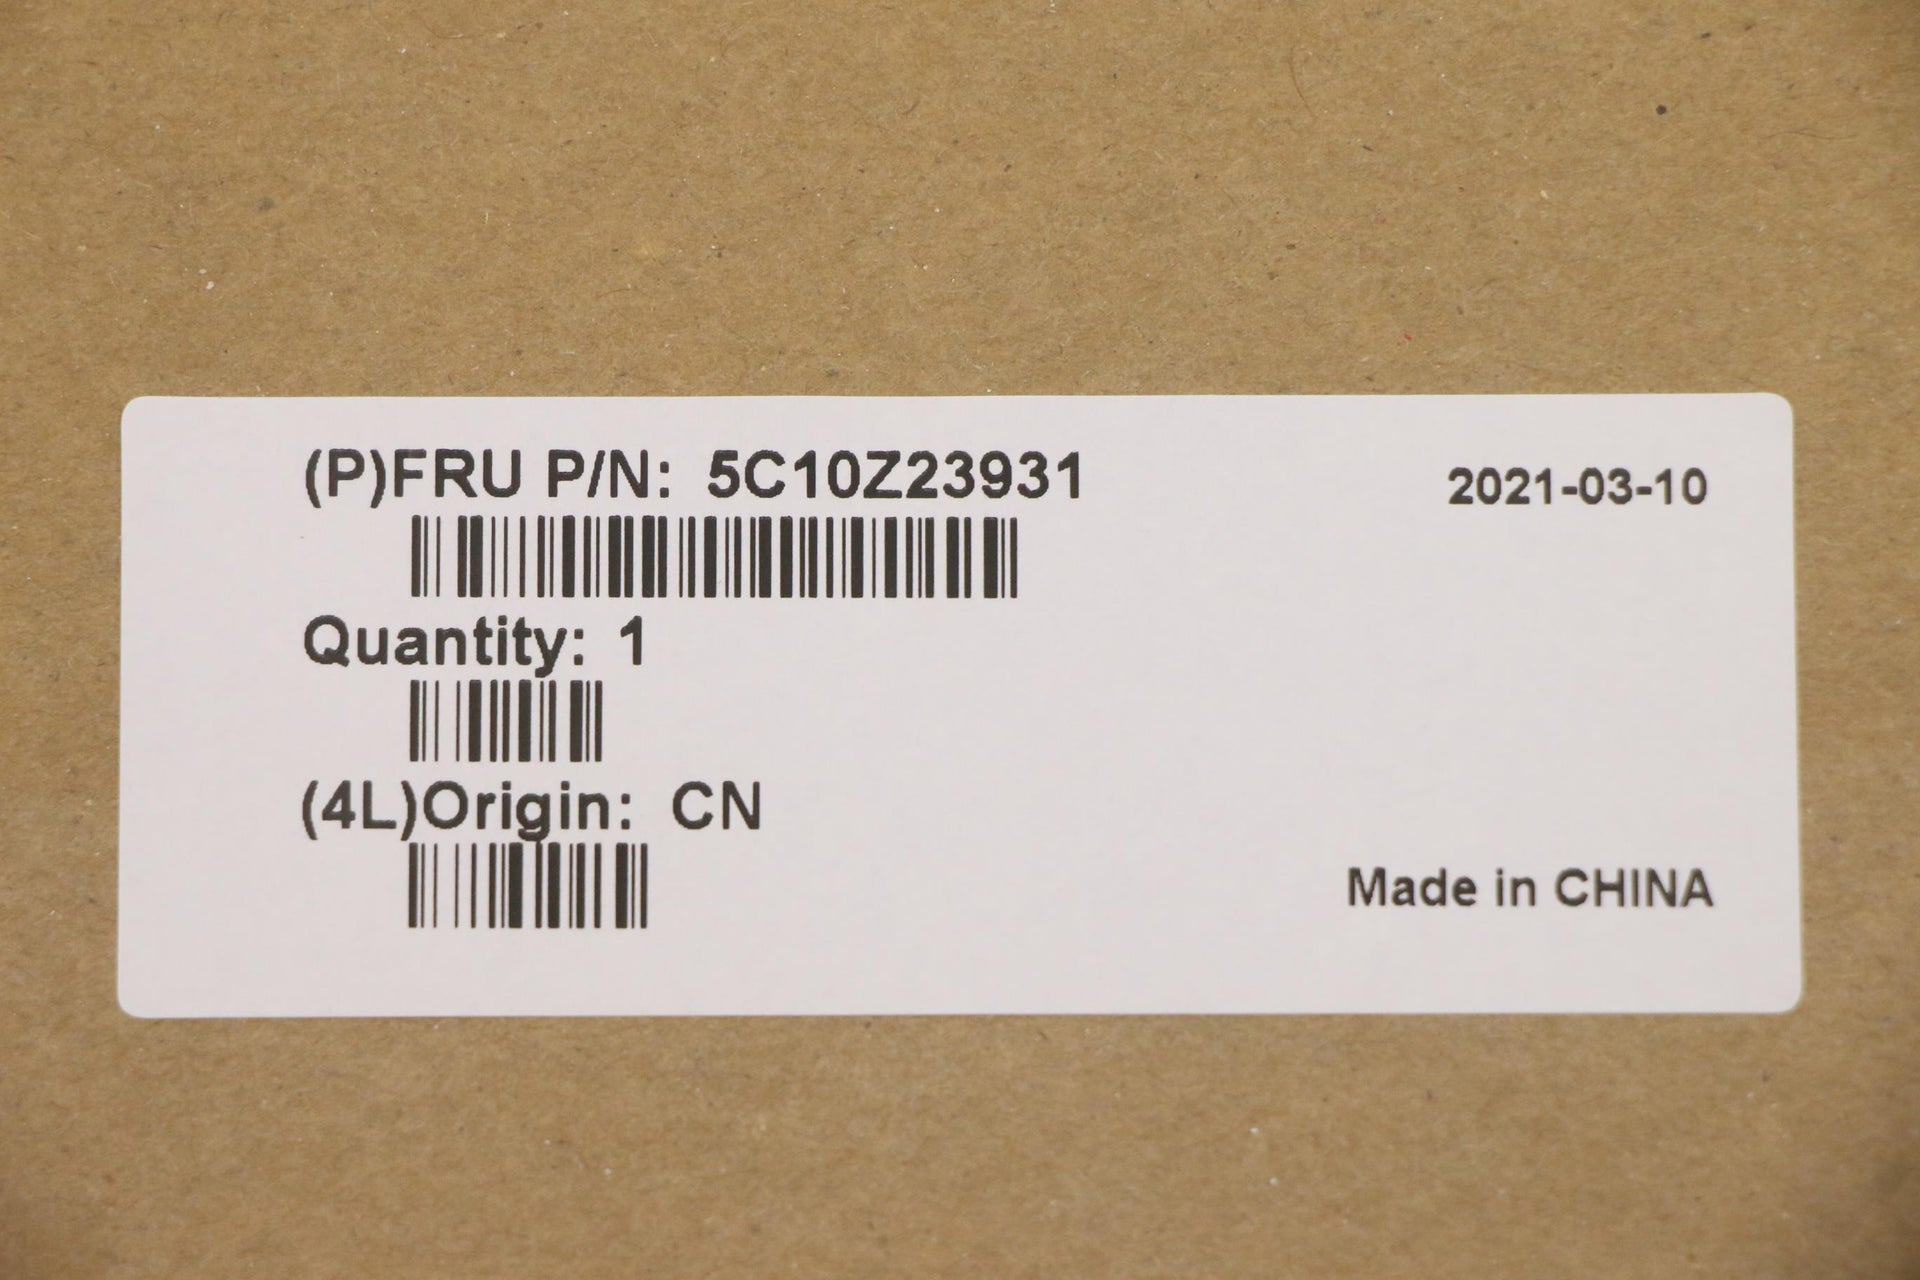 (P)FRU P/N: 5C10Z23931
2021-03-10
Quantity: 1
(4L)Origin: CN
Made in CHINA